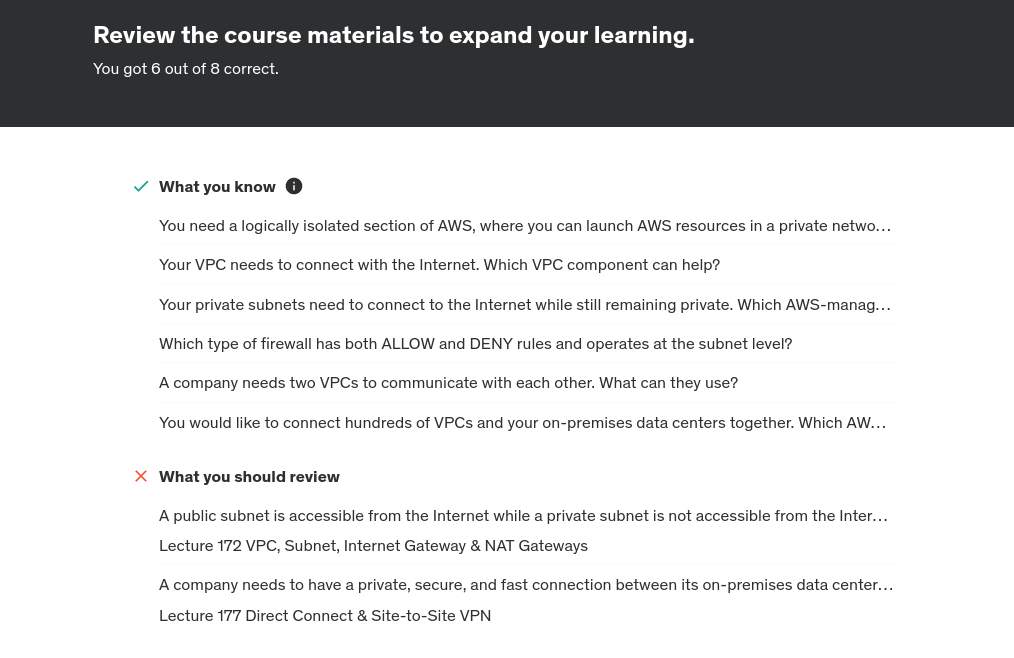 Review the course materials to expand your learning.
You got 6 out of 8 correct.
What you know
You need a logically isolated section of AWS, where you can launch AWS resources in a private netwo...
Your VPC needs to connect with the Internet. Which VPC component can help?
Your private subnets need to connect to the Internet while still remaining private. Which AWS-manag...
Which type of firewall has both ALLOW and DENY rules and operates at the subnet level?
A company needs two VPCs to communicate with each other. What can they use?
You would like to connect hundreds of VPCs and your on-premises data centers together. Which AW...
What you should review
A public subnet is accessible from the Internet while a private subnet is not accessible from the Inter...
Lecture 172 VPC, Subnet, Internet Gateway & NAT Gateways
A company needs to have a private, secure, and fast connection between its on-premises data center...
Lecture 177 Direct Connect & Site-to-Site VPN